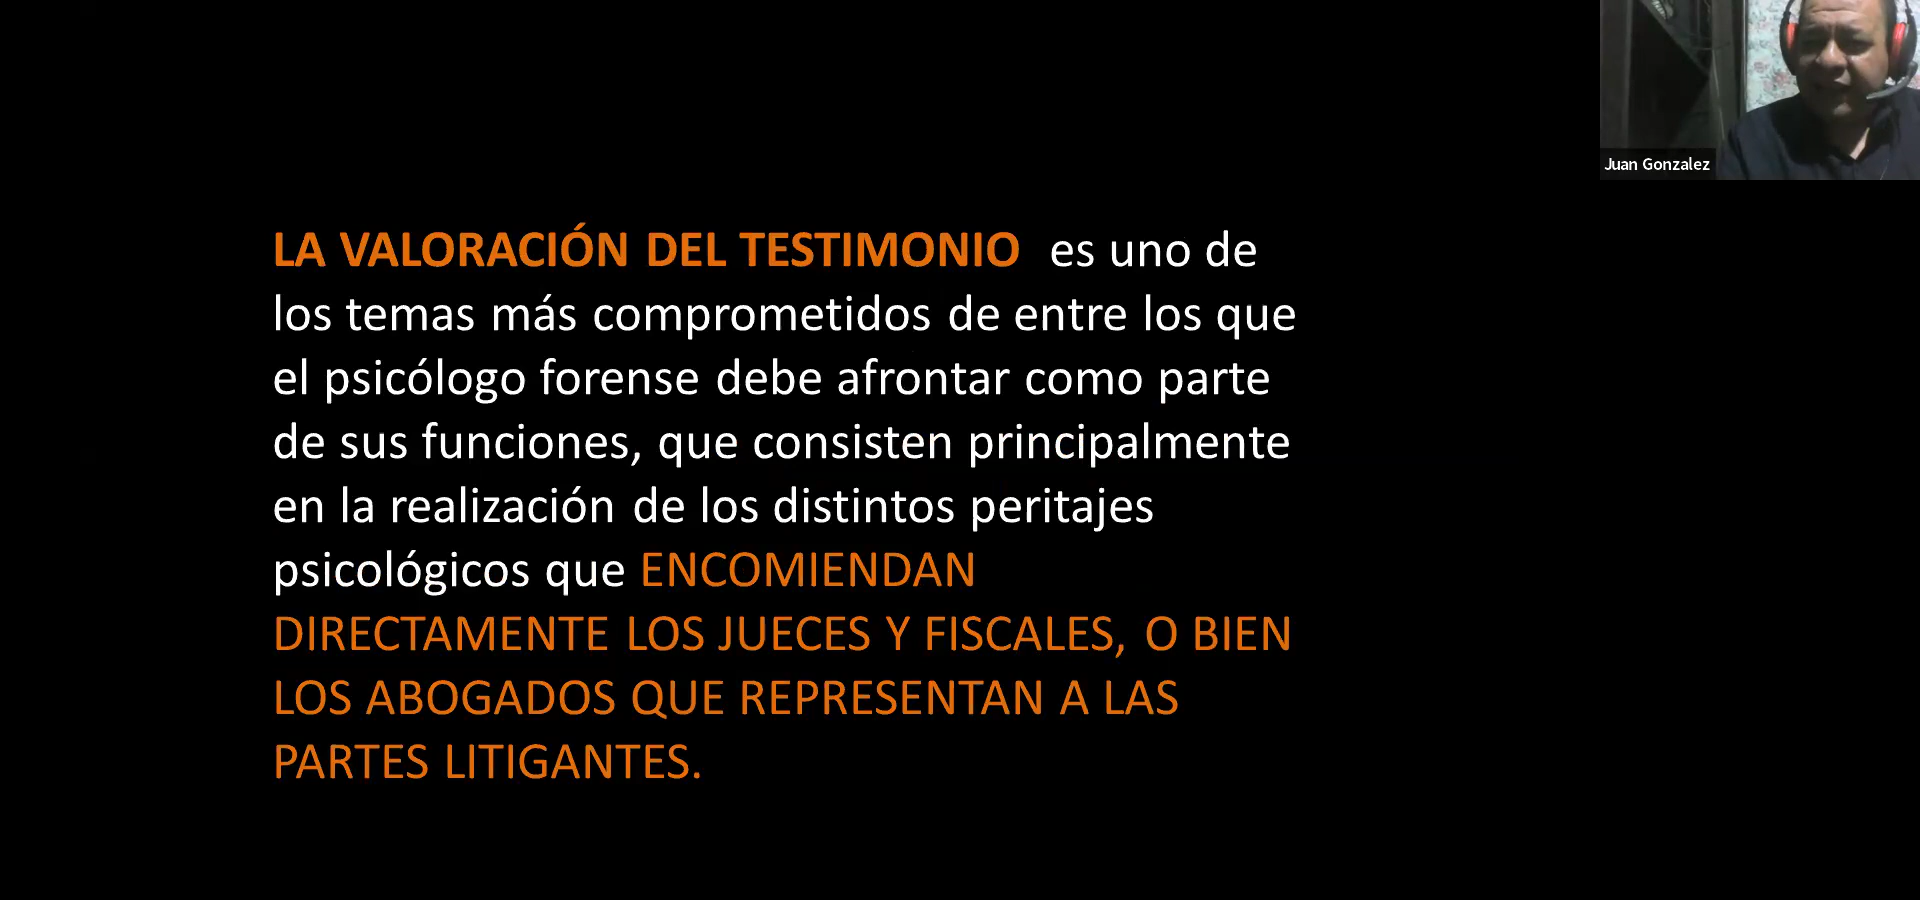 Juan Gonzalez
LA VALORACIÓN DEL TESTIMONIO es uno de
los temas más comprometidos de entre los que
el psicólogo forense debe afrontar como parte
de sus funciones, que consisten principalmente
en la realización de los distintos peritajes
psicológicos que ENCOMIENDAN
DIRECTAMENTE LOS JUECES Y FISCALES, O BIEN
LOS ABOGADOS QUE REPRESENTAN A LAS
PARTES LITIGANTES.